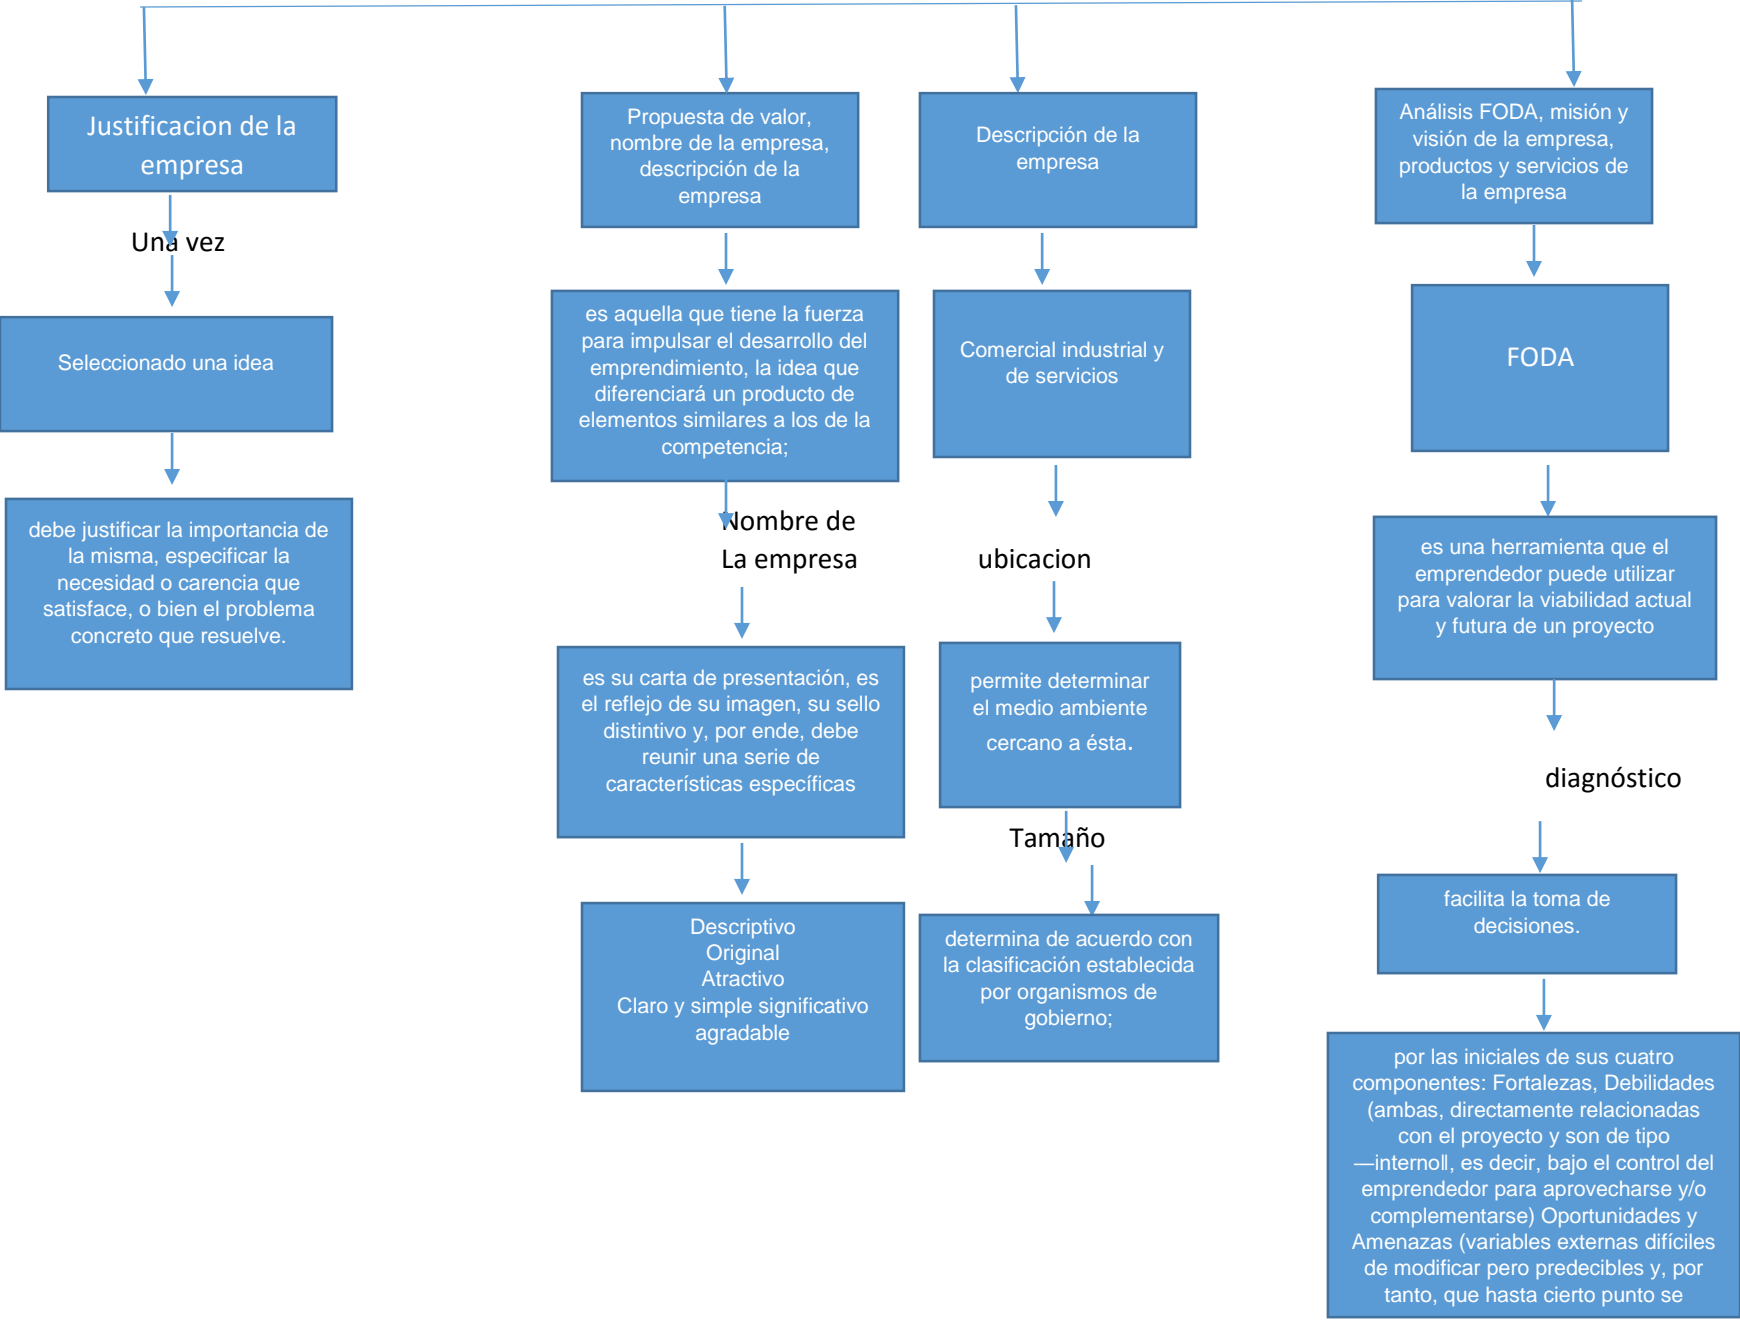 Justificacion de la
empresa
Una vez
Seleccionado una idea
debe justificar la importancia de
la misma, especificar la
necesidad o carencia que
satisface, o bien el problema
concreto que resuelve.
Propuesta de valor,
nombre de la empresa,
descripción de la
empresa
es aquella que tiene la fuerza
para impulsar el desarrollo del
emprendimiento, la idea que
diferenciará un producto de
elementos similares a los de la
competencia;
Nombre de
La empresa
es su carta de presentación, es
el reflejo de su imagen, su sello
distintivo y, por ende, debe
reunir una serie de
características específicas
Descriptivo
Original
Atractivo
Claro y simple significativo
agradable
Descripción de la
empresa
Comercial industrial y
de servicios
ubicacion
permite determinar
el medio ambiente
cercano a ésta.
Tamaño
determina de acuerdo con
la clasificación establecida
por organismos de
gobierno;
Análisis FODA, misión y
visión de la empresa,
productos y servicios de
la empresa
FODA
es una herramienta que el
emprendedor puede utilizar
para valorar la viabilidad actual
y futura de un proyecto
diagnóstico
facilita la toma de
decisiones.
por las iniciales de sus cuatro
componentes: Fortalezas, Debilidades
(ambas, directamente relacionadas
con el proyecto y son de tipo
―interno‖, es decir, bajo el control del
emprendedor para aprovecharse y/o
complementarse) Oportunidades y
Amenazas (variables externas difíciles
de modificar pero predecibles y, por
tanto, que hasta cierto punto se